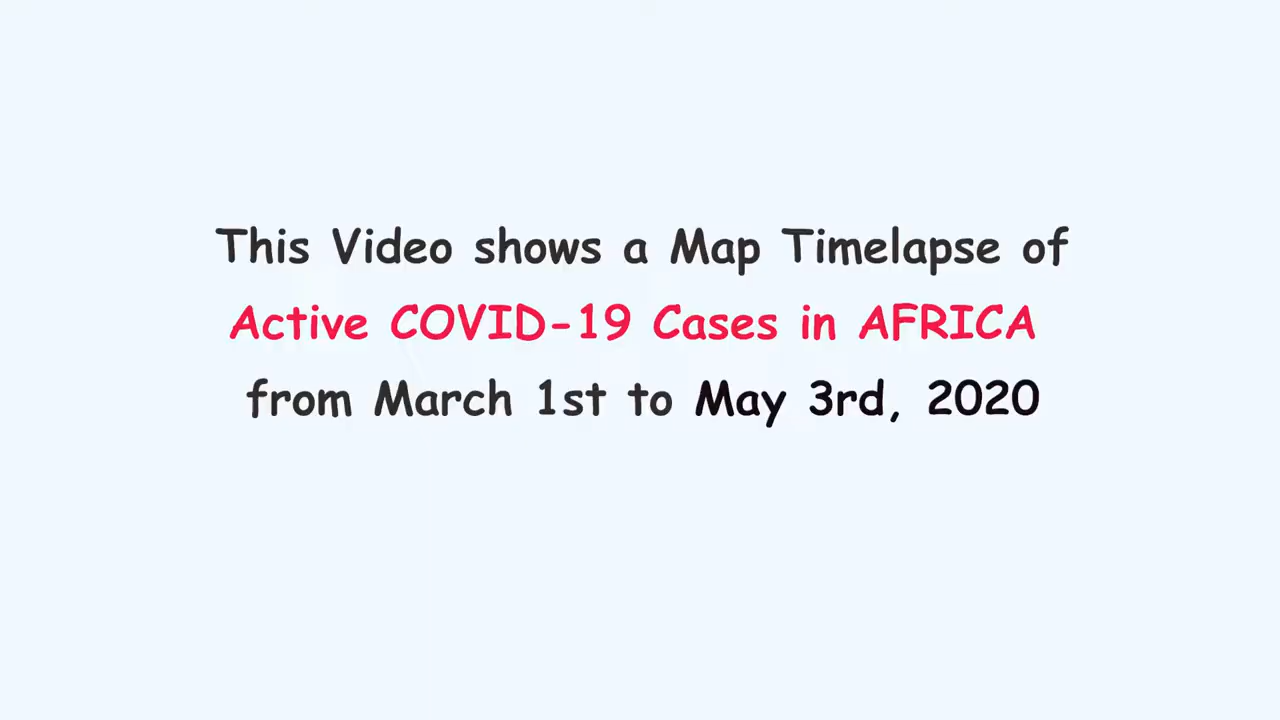 This Video shows a Map Timelapse of
Active COVID-19 Cases in AFRICA
from March 1st to May 3rd, 2020